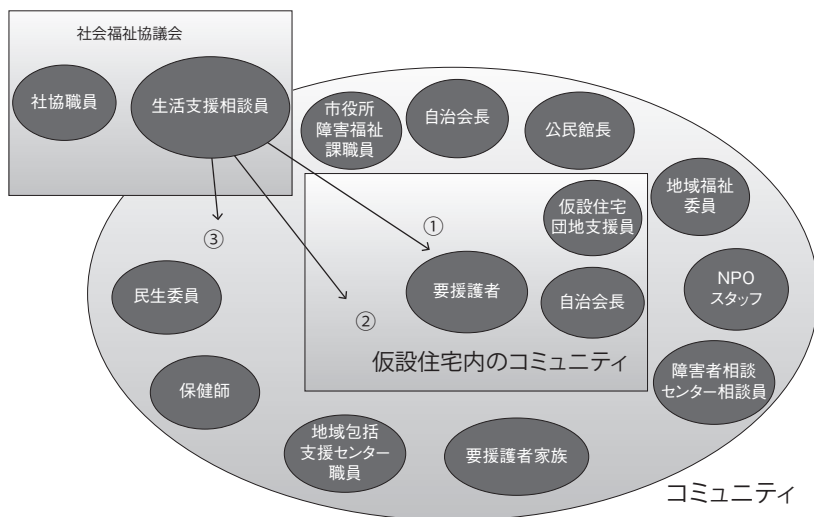 社会福祉協議会
社協職員
生活支援相談員
市役所
障害福祉
課職員
自治会長
公民館長
地域福祉
委員
仮設住宅
団地支援員
①
③
要援護者
自治会長
NPO
スタッフ
民生委員
②
仮設住宅内のコミュニティ
障害者相談
センター相談員
保健師
地域包括
支援センター
職員
要援護者家族
コミュニティ